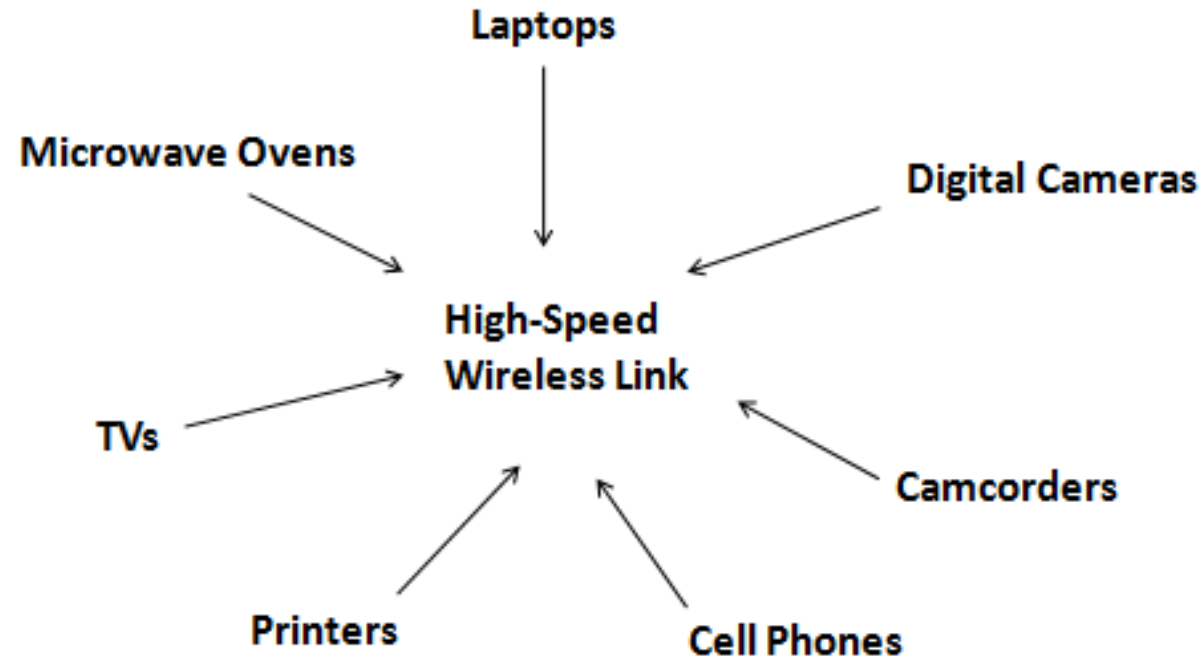 Laptops
Microwave Ovens
Digital Cameras
High-Speed
Wireless Link
TVs
Camcorders
Printers
Cell Phones